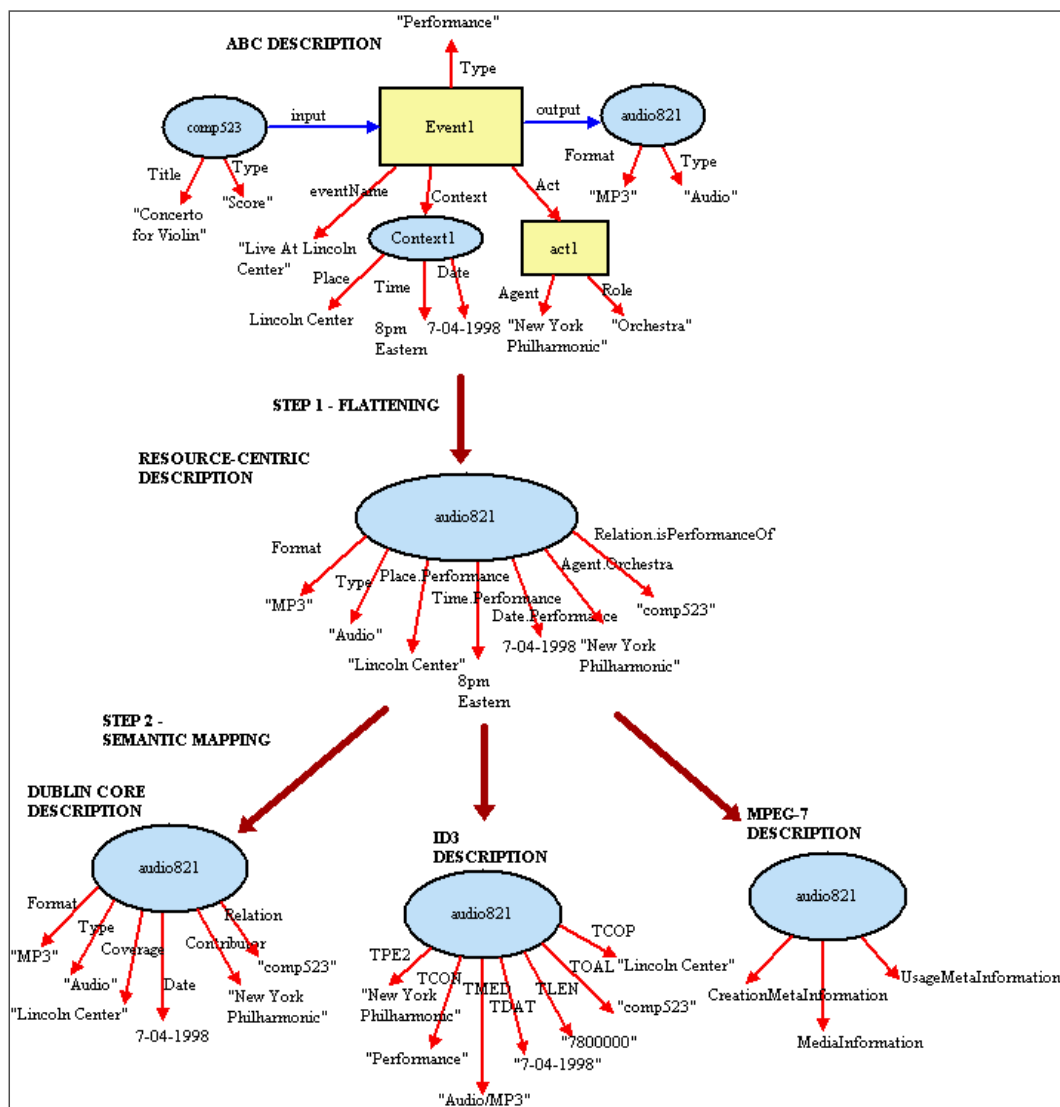 "Performance"
ABC DESCRIPTION
Type
input
output
comp523
Event1
audio821
Title
Type
eventName
Context
Act
Format
Type
"Concerto
for Violin"
"Score"
"MP3"
"Audio"
"Live At Lincoln
Center"
Context1
act1
Place
Time
Date
Agent
Role
Lincoln Center
8pm
Eastern
7-04-1998
"New York
Philharmonic"
"Orchestra"
STEP 1 - FLATTENING
RESOURCE-CENTRIC
DESCRIPTION
audio821
Format
Type
Place.Performance
Time.Performance
Date.Performance
Agent.Orchestra
Relation.isPerformanceOf
"MP3"
"Audio"
"Lincoln Center"
8pm
Eastern
7-04-1998
"New York
Philharmonic"
"comp523"
STEP 2 -
SEMANTIC MAPPING
DUBLIN CORE
DESCRIPTION
audio821
Format
Type
Coverage
Date
Contributor
Relation
"MP3"
"Audio"
"Lincoln Center"
7-04-1998
"New York
Philharmonic"
"comp523"
ID3
DESCRIPTION
audio821
TPE2
TCON
TMED
TDAT
TLEN
TOAL
TCOP
"New York
Philharmonic"
"Performance"
"Audio/MP3"
"7-04-1998"
"7800000"
"comp523"
"Lincoln Center"
MPEG-7
DESCRIPTION
audio821
CreationMetaInformation
MediaInformation
UsageMetaInformation